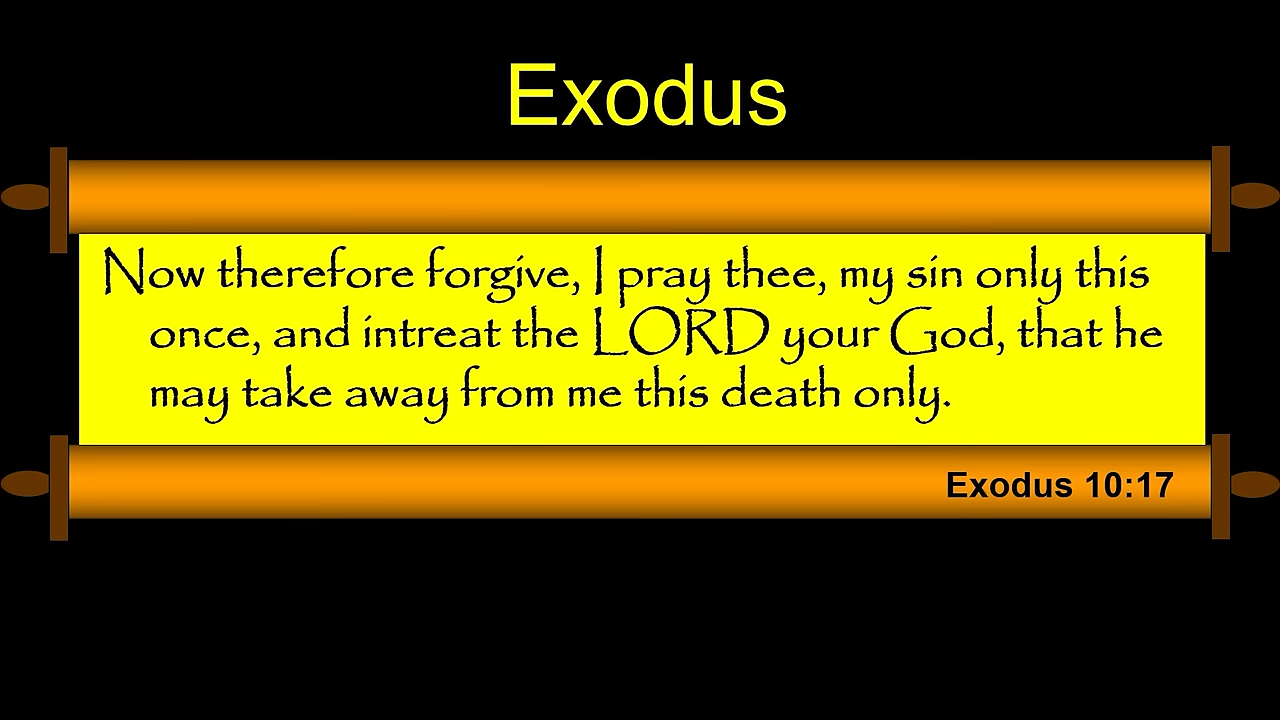 Exodus
Now therefore forgive, I pray thee, my sin only this
once, and intreat the LORD your God, that he
may take away from me this death only.
Exodus 10:17